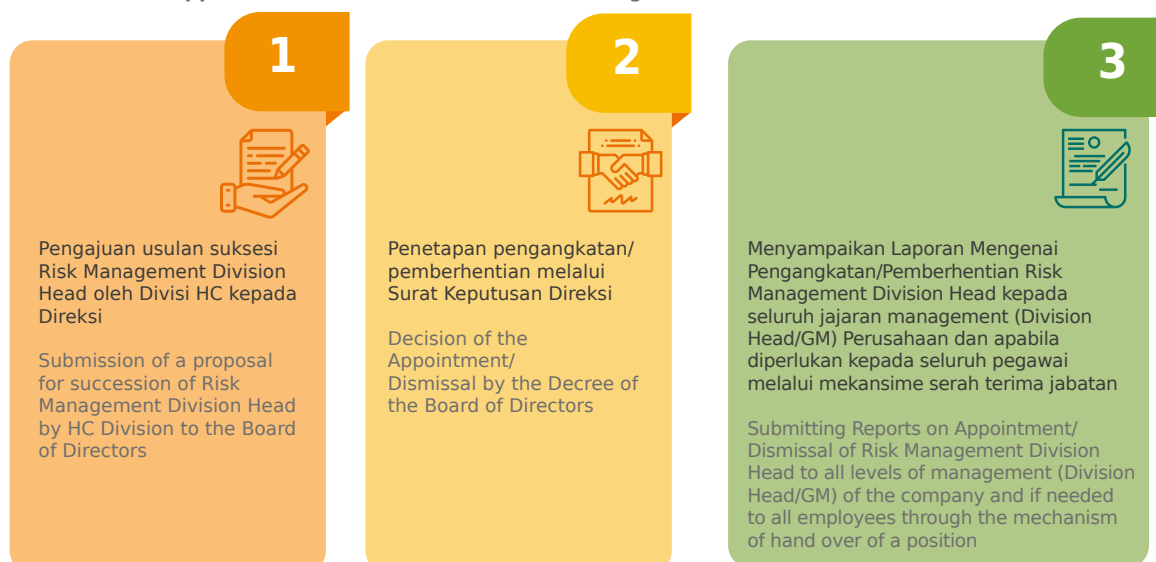 1
Pengajuan usulan suksesi
Risk Management Division
Head oleh Divisi HC kepada
Direksi
Submission of a proposal
for succession of Risk
Management Division Head
by HC Division to the Board
of Directors
2
Penetapan pengangkatan/
pemberhentian melalui
Surat Keputusan Direksi
Decision of the
Appointment/
Dismissal by the Decree of
the Board of Directors
3
Menyampaikan Laporan Mengenai
Pengangkatan/Pemberhentian Risk
Management Division Head kepada
seluruh jajaran management (Division
Head/GM) Perusahaan dan apabila
diperlukan kepada seluruh pegawai
melalui mekansime serah terima jabatan
Submitting Reports on Appointment/
Dismissal of Risk Management Division
Head to all levels of management (Division
Head/GM) of the company and if needed
to all employees through the mechanism
of hand over of a position